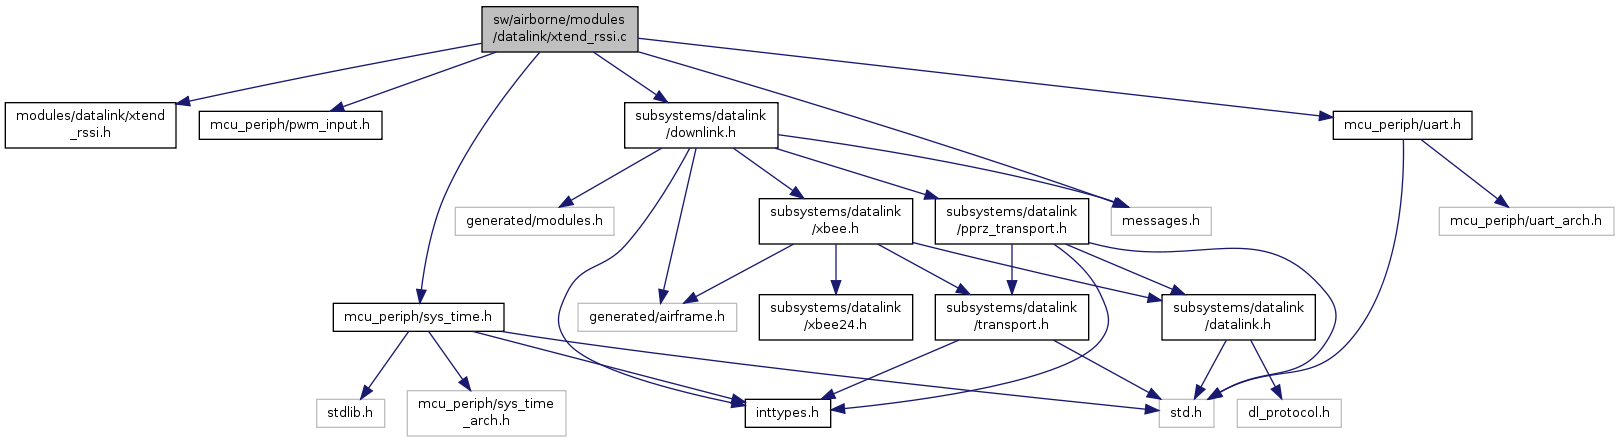 sw/airborne/modules
/datalink/xtend_rssi.c
modules/datalink/xtend
_rssi.h
mcu_periph/pwm_input.h
subsystems/datalink
/downlink.h
mcu_periph/uart.h
generated/modules.h
subsystems/datalink
/xbee.h
subsystems/datalink
/pprz_transport.h
messages.h
mcu_periph/uart_arch.h
mcu_periph/sys_time.h
generated/airframe.h
subsystems/datalink
/xbee24.h
subsystems/datalink
/transport.h
subsystems/datalink
/datalink.h
stdlib.h
mcu_periph/sys_time
_arch.h
inttypes.h
std.h
dl_protocol.h